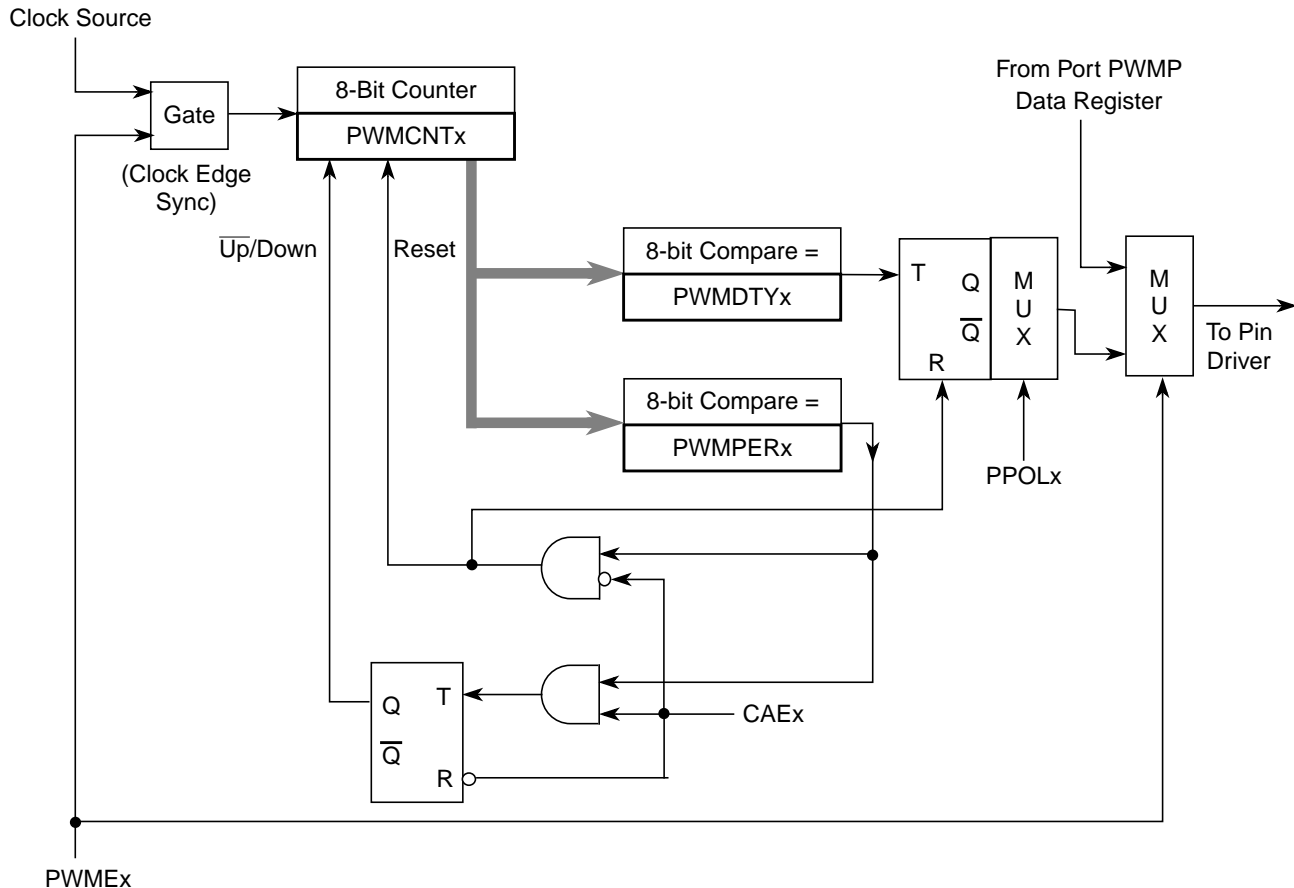 Clock Source
From Port PWMP
Data Register
8-Bit Counter
Gate
PWMCNTx
(Clock Edge
Sync)
Up/Down
Reset
8-bit Compare =
PWMDTYx
T
Q
Q
R
M
U
X
M
U
X
To Pin
Driver
8-bit Compare =
PWMPERx
PPOLx
Q
T
Q
R
CAEx
PWMEx